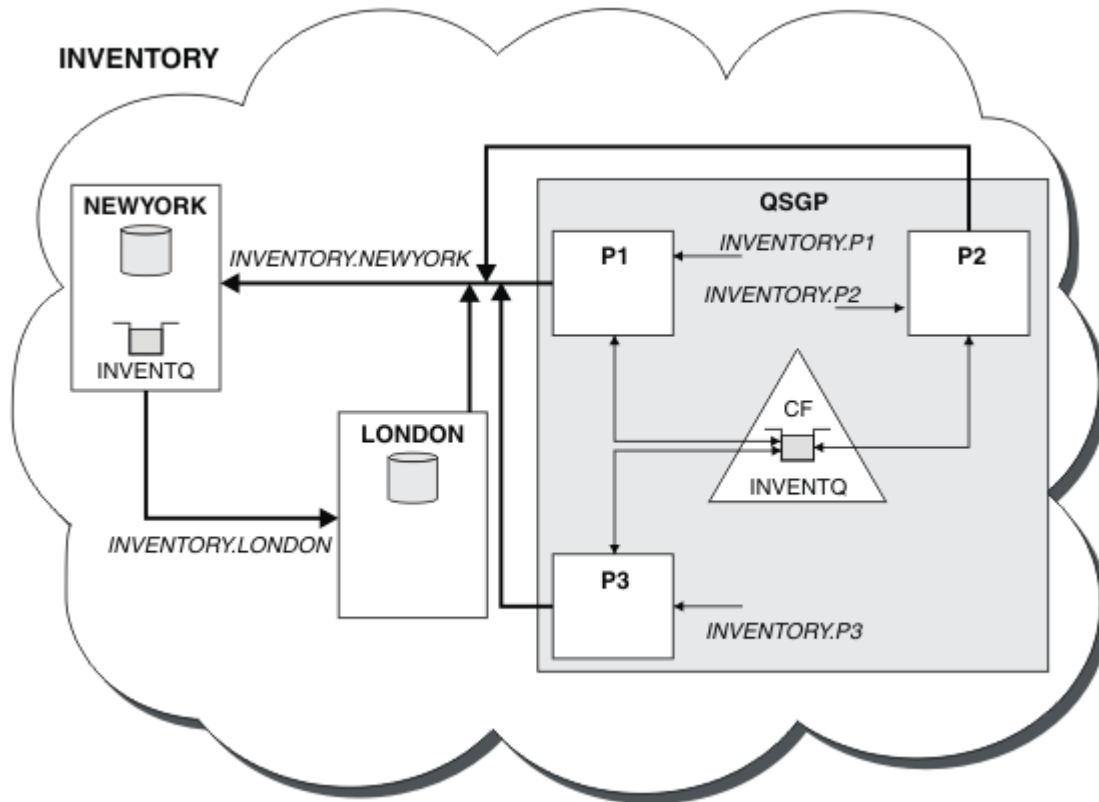 INVENTORY
NEWYORK
INVENTQ
INVENTORY.NEWYORK
LONDON
INVENTORY.LONDON
QSGP
P1
INVENTORY.P1
P2
INVENTORY.P2
CF
INVENTQ
P3
INVENTORY.P3